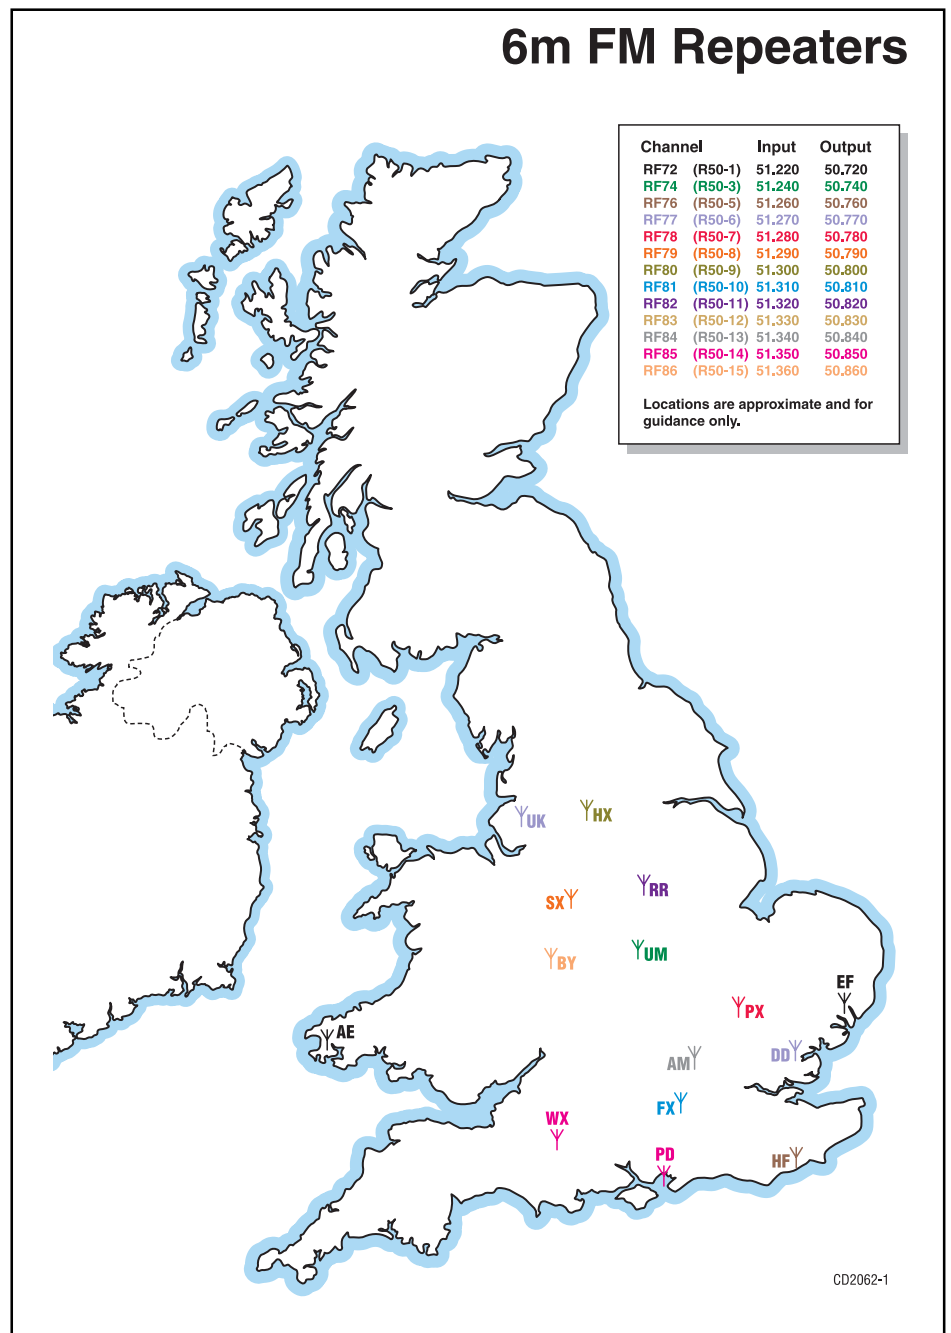 6m FM Repeaters
Channel Input Output
RF72 (R50-1) 51.220 50.720
RF74 (R50-3) 51.240 50.740
RF76 (R50-5) 51.260 50.760
RF77 (R50-6) 51.270 50.770
RF78 (R50-7) 51.280 50.780
RF79 (R50-8) 51.290 50.790
RF80 (R50-9) 51.300 50.800
RF81 (R50-10) 51.310 50.810
RF82 (R50-11) 51.320 50.820
RF83 (R50-12) 51.330 50.830
RF84 (R50-13) 51.340 50.840
RF85 (R50-14) 51.350 50.850
RF86 (R50-15) 51.360 50.860
Locations are approximate and for
guidance only.
UK
HX
SX
RR
BY
UM
EF
PX
AE
DD
AM
FX
WX
PD
HF
CD2062-1